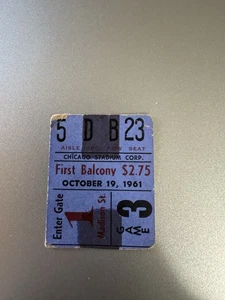 5 D B 23
AISLE SEC. ROW SEAT
CHICAGO STADIUM CORP.
First Balcony $2.75
OCTOBER 19, 1961
Enter Gate
1
Madison St.
GAME
3